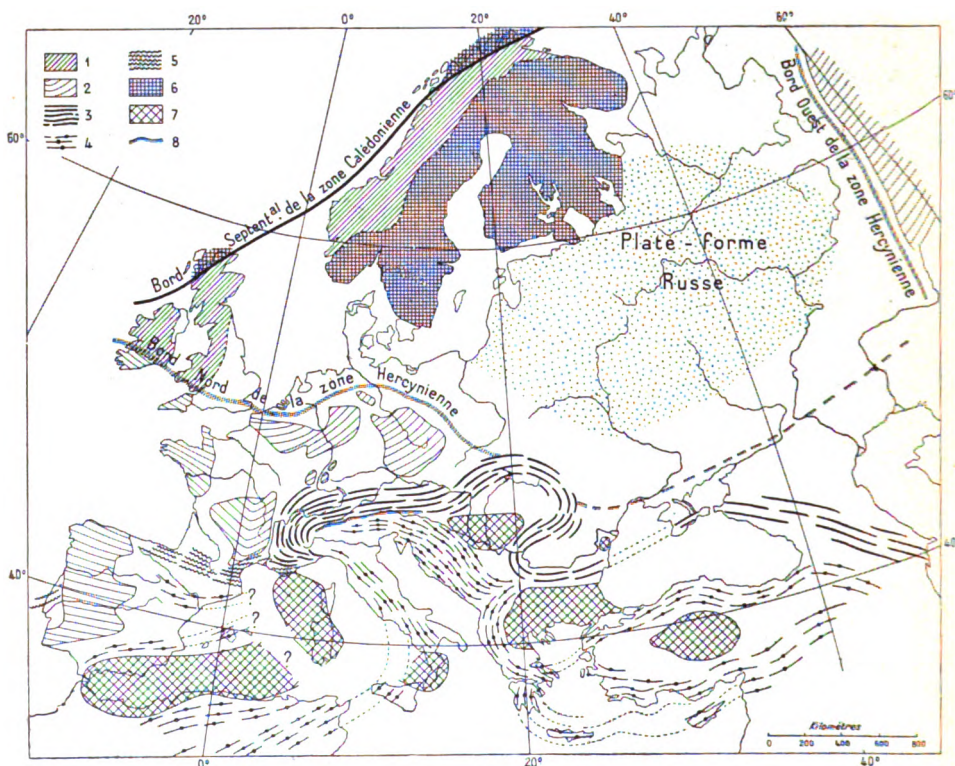 20° 0° 20° 40° 60°
1 5
2 6
3 7
4 8
60° 60°
Bord Septent^al. de la zone Calédonienne
Bord Ouest de la zone Hercynienne
Plate-forme
Russe
Bord Nord de la zone Hercynienne
40° 40°
?
?
?
Kilomètres
0 200 400 600 800
0° 20° 40°